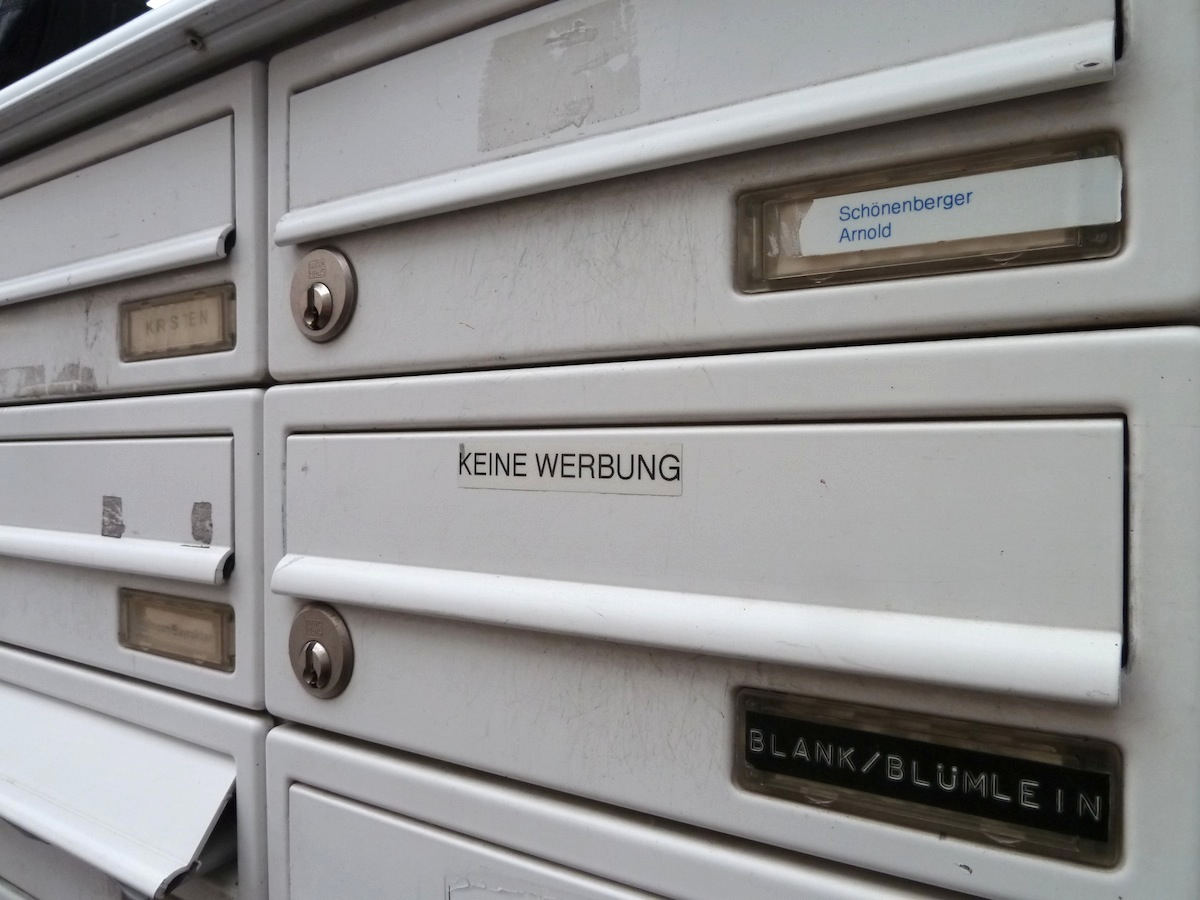 Schönenberger
Arnold
KEINE WERBUNG
BLANK/BLÜMLEIN